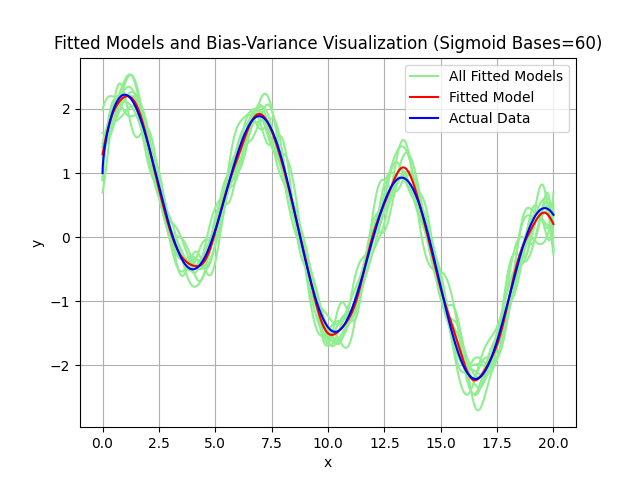 Fitted Models and Bias-Variance Visualization (Sigmoid Bases=60)
All Fitted Models
Fitted Model
Actual Data
y
2
1
0
−1
−2
0.0 2.5 5.0 7.5 10.0 12.5 15.0 17.5 20.0
x